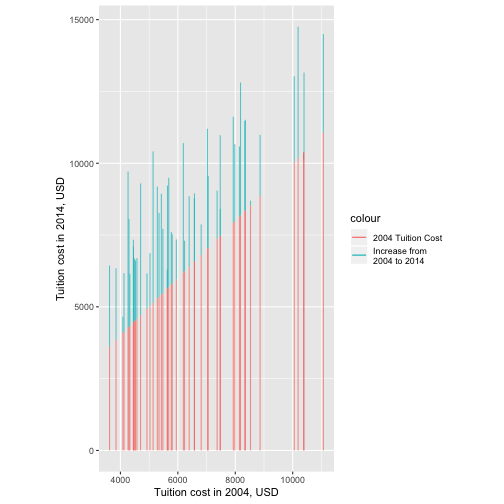 15000
10000
5000
0
Tuition cost in 2014, USD
4000 6000 8000 10000
Tuition cost in 2004, USD
colour
2004 Tuition Cost
Increase from
2004 to 2014